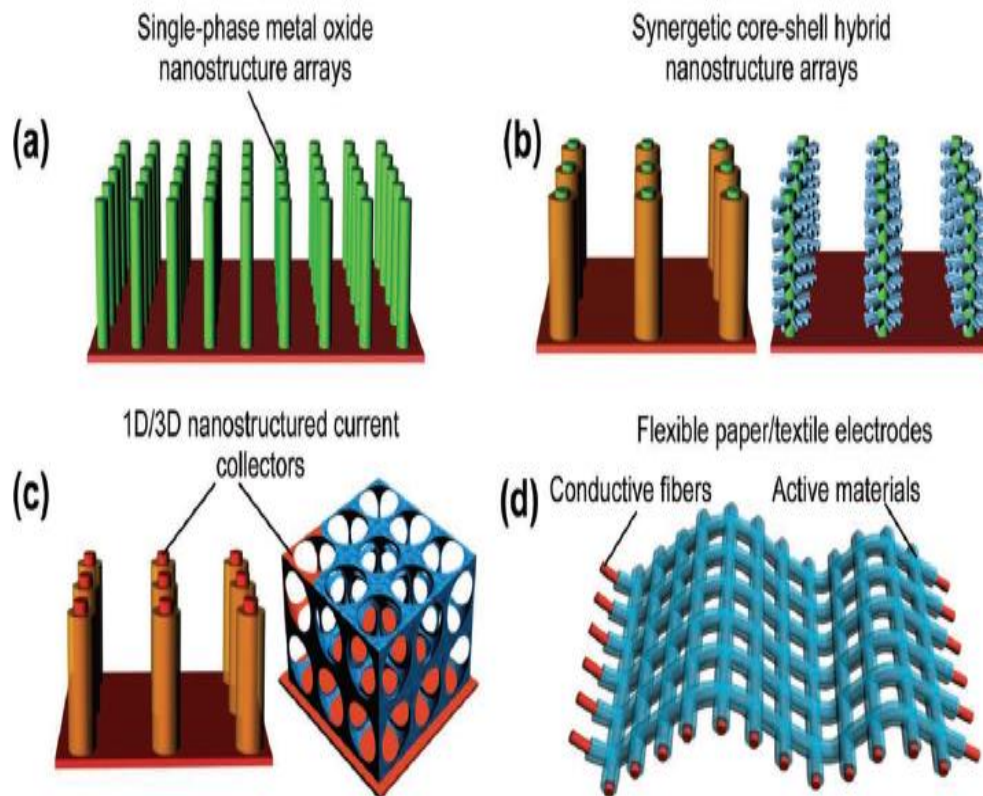 Single-phase metal oxide
nanostructure arrays
(a)
Synergetic core-shell hybrid
nanostructure arrays
(b)
1D/3D nanostructured current
collectors
(c)
Flexible paper/textile electrodes
Conductive fibers
Active materials
(d)